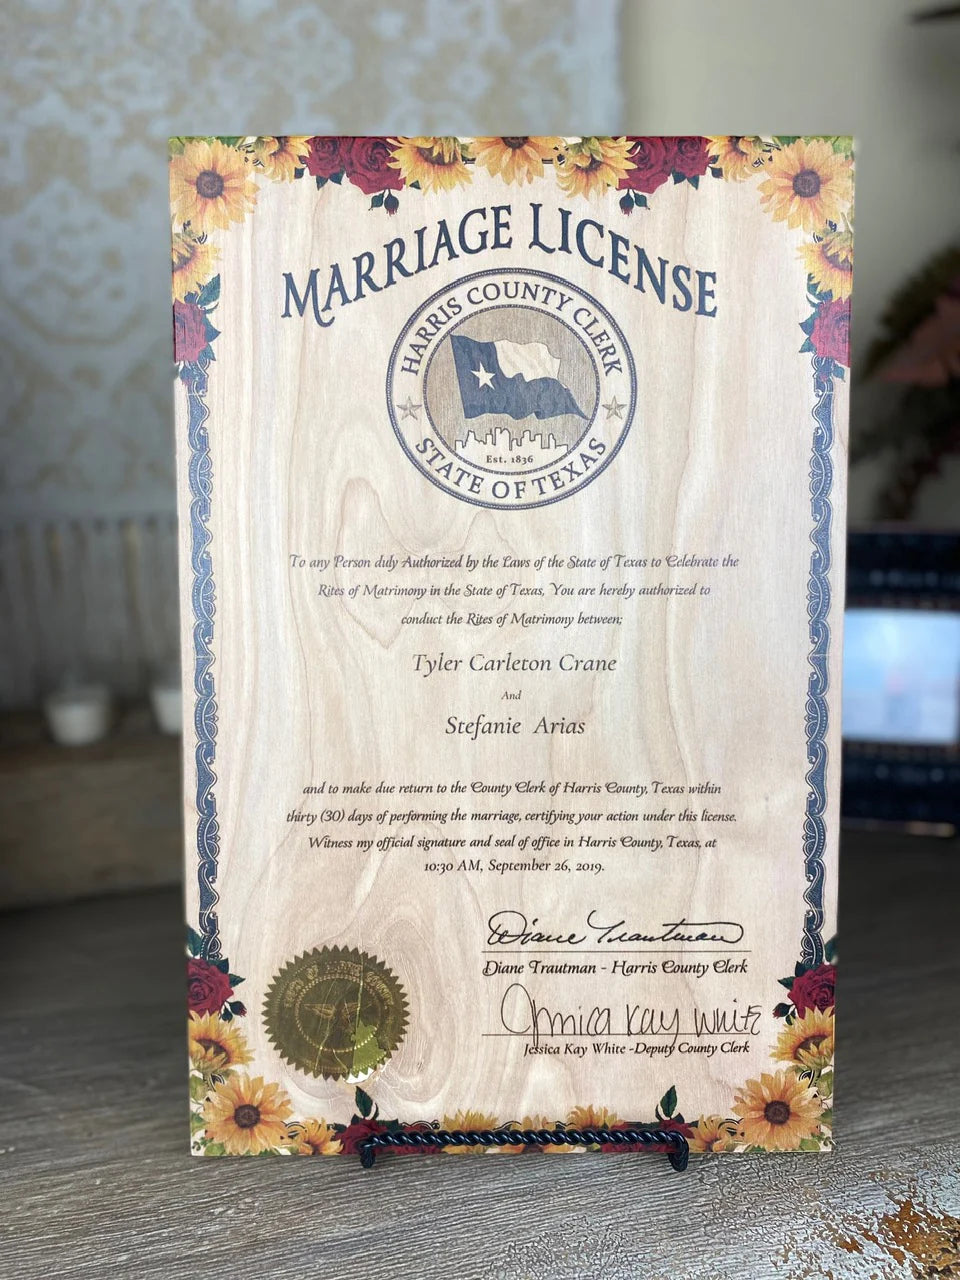 MARRIAGE LICENSE
HARRIS COUNTY CLERK
Est. 1836
STATE OF TEXAS
To any Person duly Authorized by the Laws of the State of Texas to Celebrate the
Rites of Matrimony in the State of Texas, You are hereby authorized to
conduct the Rites of Matrimony between;
Tyler Carleton Crane
And
Stefanie Arias
and to make due return to the County Clerk of Harris County, Texas within
thirty (30) days of performing the marriage, certifying your action under this license.
Witness my official signature and seal of office in Harris County, Texas, at
10:30 AM, September 26, 2019.
Diane Trautman
Diane Trautman - Harris County Clerk
Jessica Kay White
Jessica Kay White -Deputy County Clerk